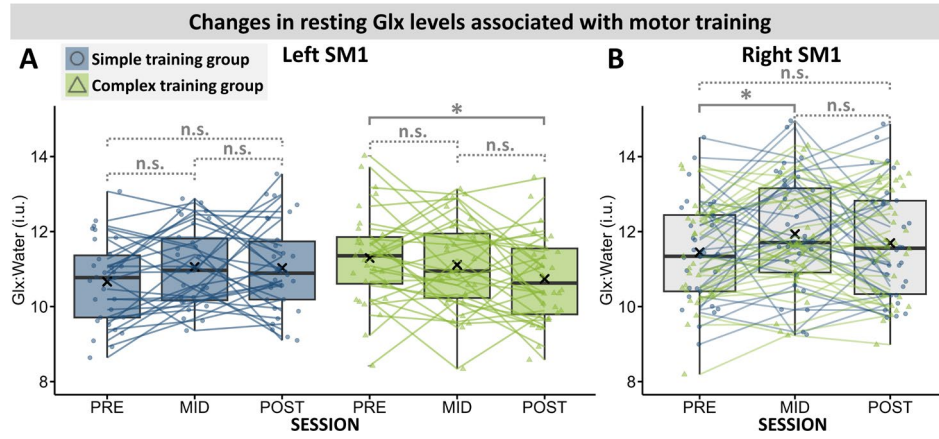 Changes in resting Glx levels associated with motor training
A
Simple training group
Complex training group
Left SM1
B
Right SM1
n.s.
n.s.
n.s.
*
n.s.
n.s.
n.s.
*
n.s.
Glx:Water (i.u.)
14
12
10
8
PRE
MID
POST
PRE
MID
POST
SESSION
Glx:Water (i.u.)
14
12
10
8
PRE
MID
POST
SESSION